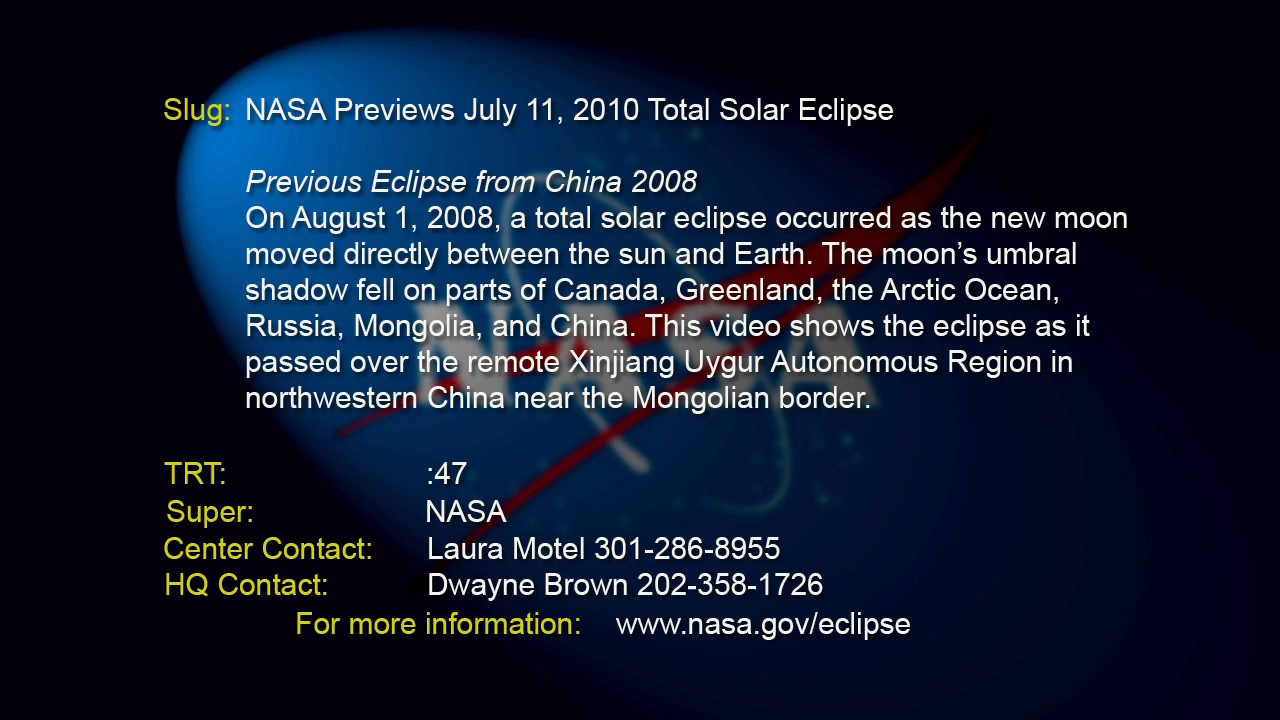 Slug: NASA Previews July 11, 2010 Total Solar Eclipse
Previous Eclipse from China 2008
On August 1, 2008, a total solar eclipse occurred as the new moon
moved directly between the sun and Earth. The moon’s umbral
shadow fell on parts of Canada, Greenland, the Arctic Ocean,
Russia, Mongolia, and China. This video shows the eclipse as it
passed over the remote Xinjiang Uygur Autonomous Region in
northwestern China near the Mongolian border.
NASA
TRT: :47
Super: NASA
Center Contact: Laura Motel 301-286-8955
HQ Contact: Dwayne Brown 202-358-1726
For more information: www.nasa.gov/eclipse